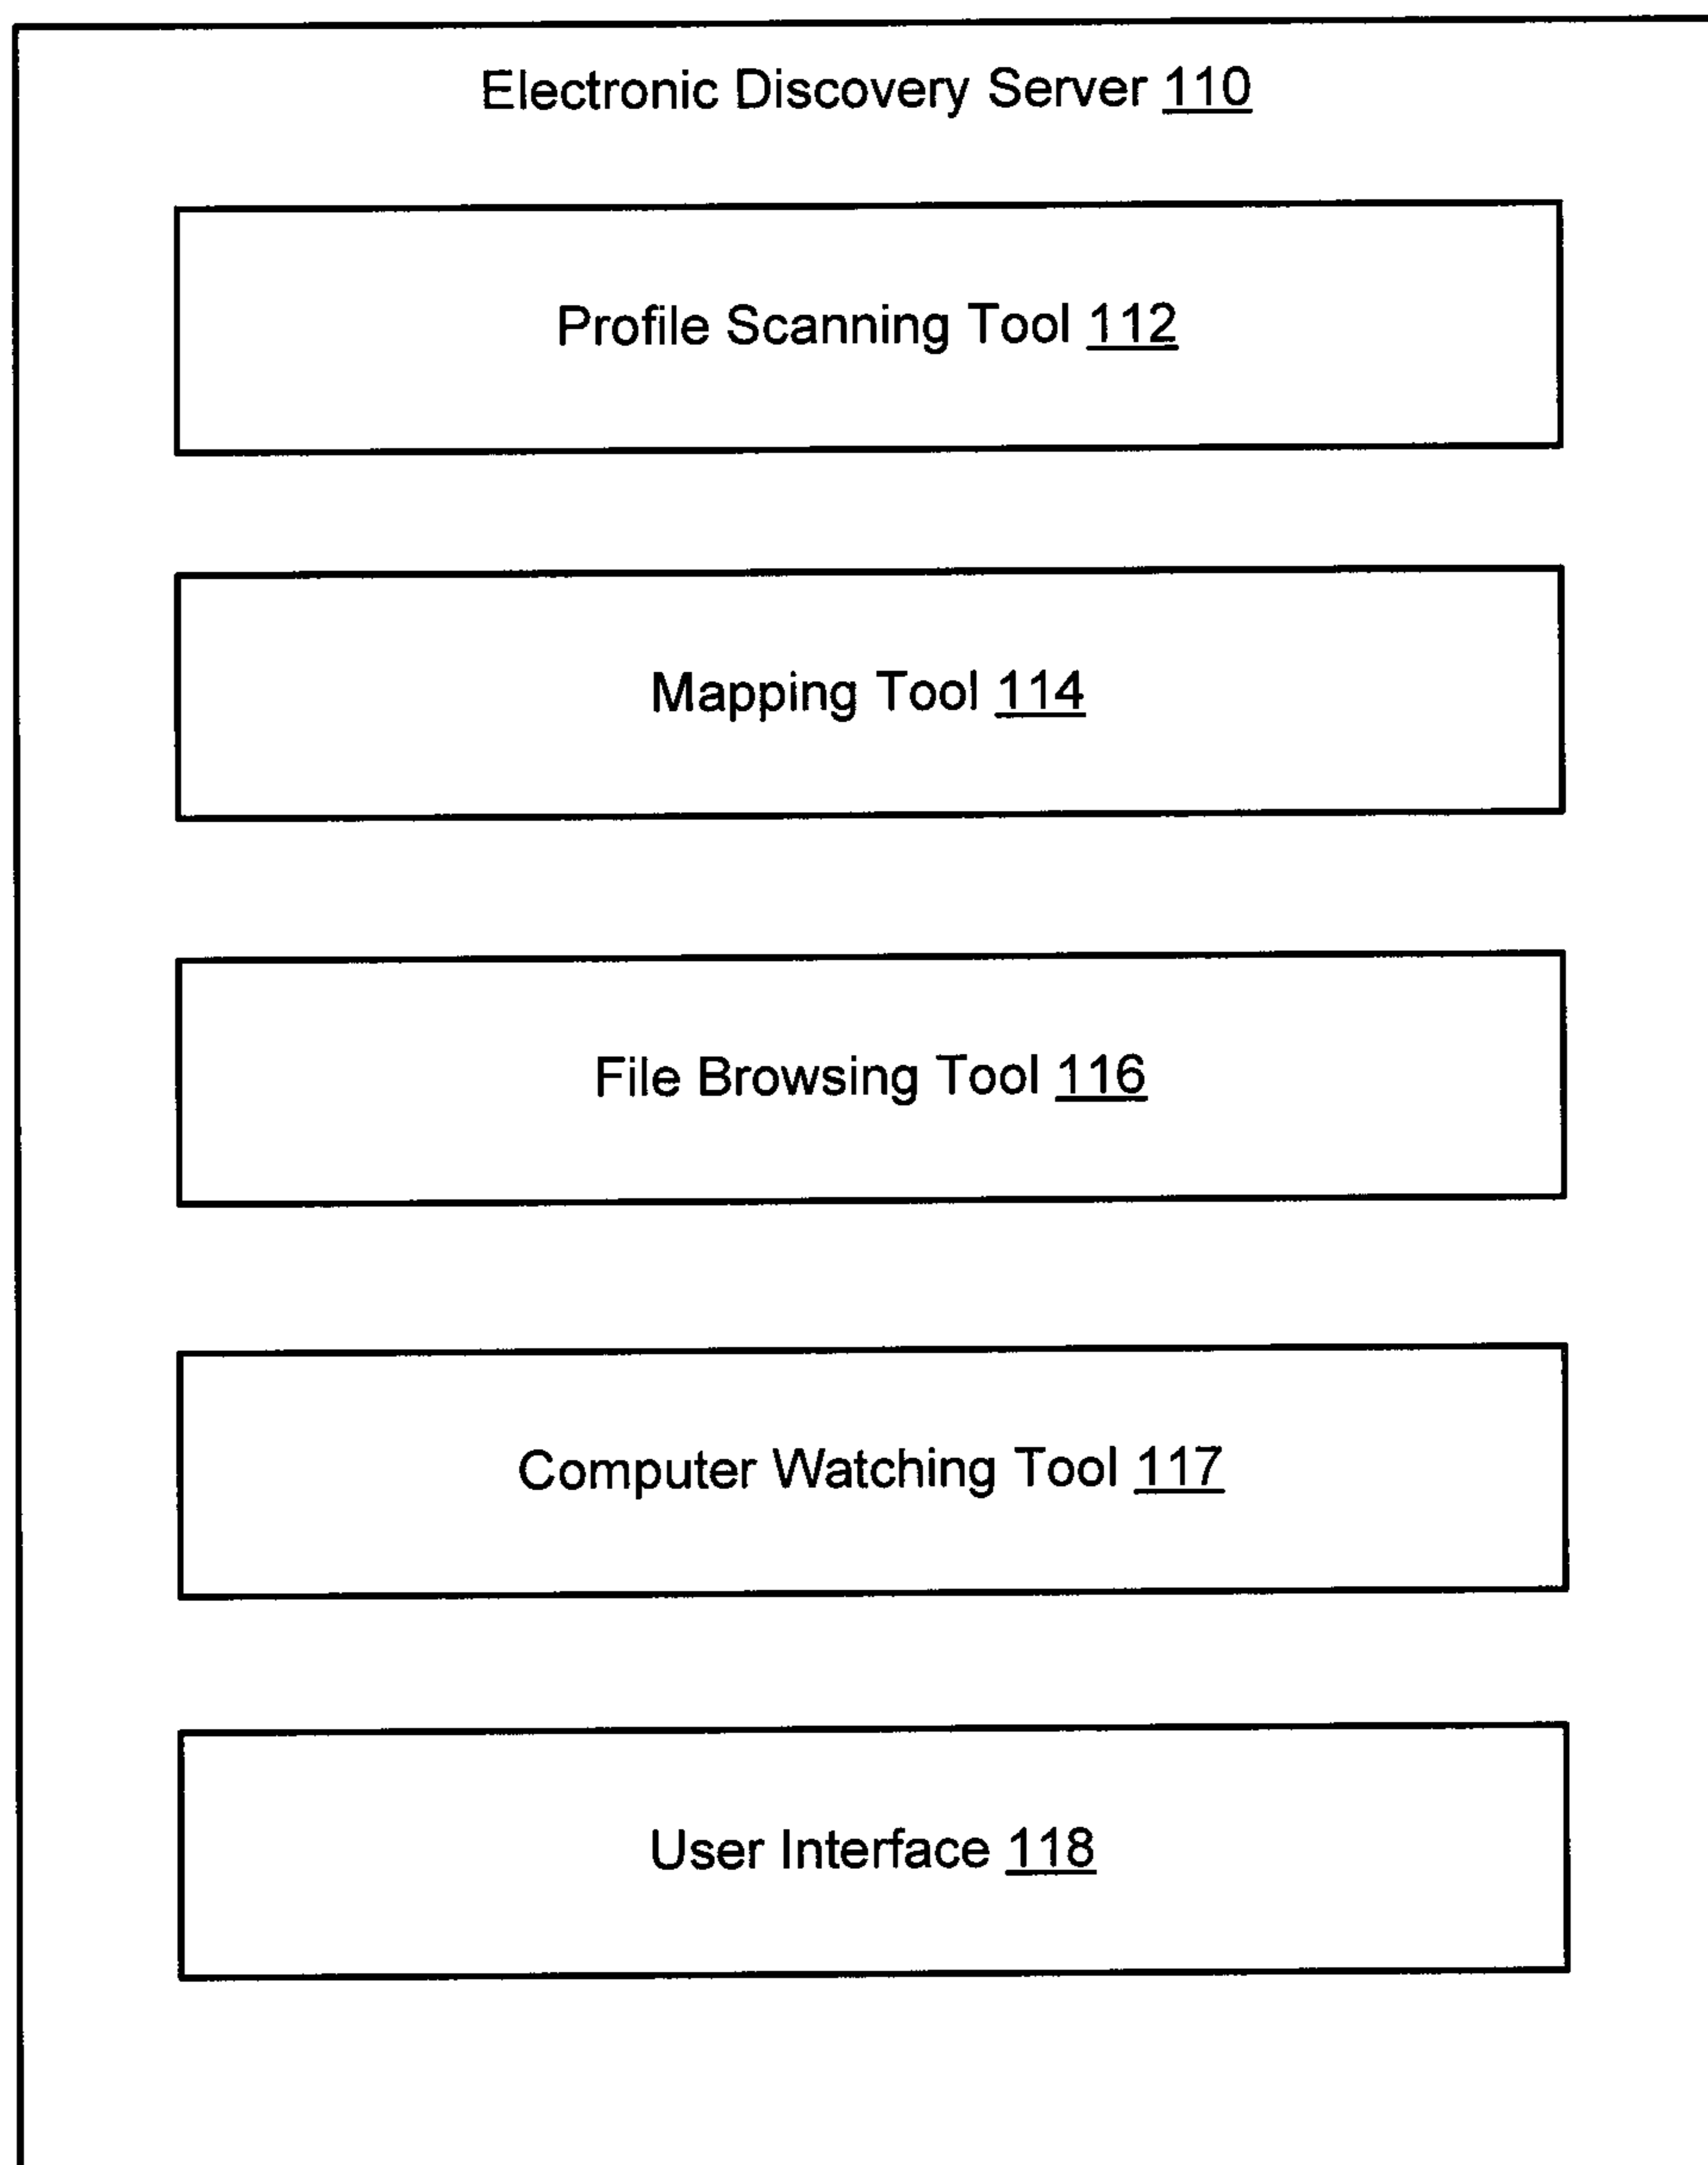 Electronic Discovery Server 110
Profile Scanning Tool 112
Mapping Tool 114
File Browsing Tool 116
Computer Watching Tool 117
User Interface 118